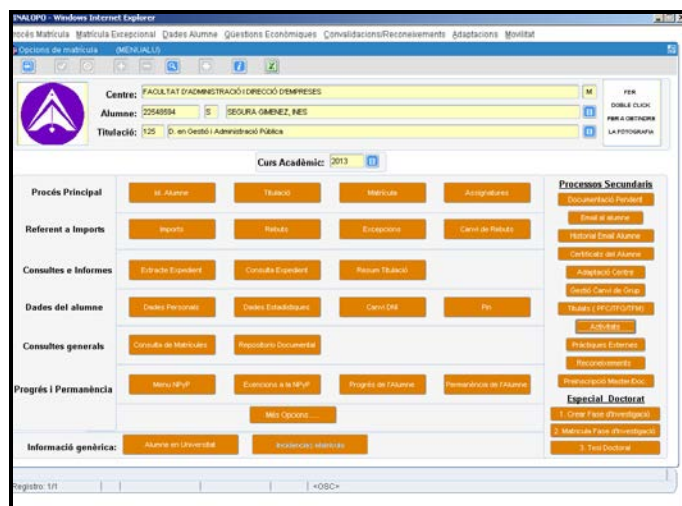 INALOPO - Windows Internet Explorer
Procés Matrícula Matrícula Excepcional Dades Alumne Qüestions Econòmiques Convalidacions/Reconeixements Adaptacions Movilitat
Opcions de matrícula (MENUALU)
Centre: FACULTAT D'ADMINISTRACIÓ I DIRECCIÓ D'EMPRESES M
Alumne: 22548594 S SEGURA GIMENEZ, INES
Titulació: 125 D. en Gestió i Administració Pública
FER
DOBLE CLICK
PER A OBTINDRE
LA FOTOGRAFIA
Curs Acadèmic: 2013
Procés Principal Id. Alumne Titulació Matrícula Assignatures
Referent a Imports Imports Rebuts Excepcions Canvi de Rebuts
Consultes e Informes Extracte Expedient Consulta Expedient Resum Titulació
Dades del alumne Dades Personals Dades Estadístiques Canvi DNI Pin
Consultes generals Consulta de Matrícules Repositorio Documental
Progrés i Permanència Menu NPyP Exencions a la NPyP Progrés de l'Alumne Permanència de l'Alumne
Més Opcions ...
Informació genèrica: Alumne en Universitat Incidències Matrícula
Processos Secundaris
Documentació Pendent
Email al alumne
Historial Email Alumne
Certificats del Alumne
Adaptació Centre
Gestió Canvi de Grup
Titulats ( PFC/TFG/TFM)
Activitats
Pràctiques Externes
Reconeixements
Preinscripció Master/Doc.
Especial Doctorat
1. Crear Fase d'Investigació
2. Matricula Fase d'Investigació
3. Tesi Doctoral
Registro: 1/1 <OSC>